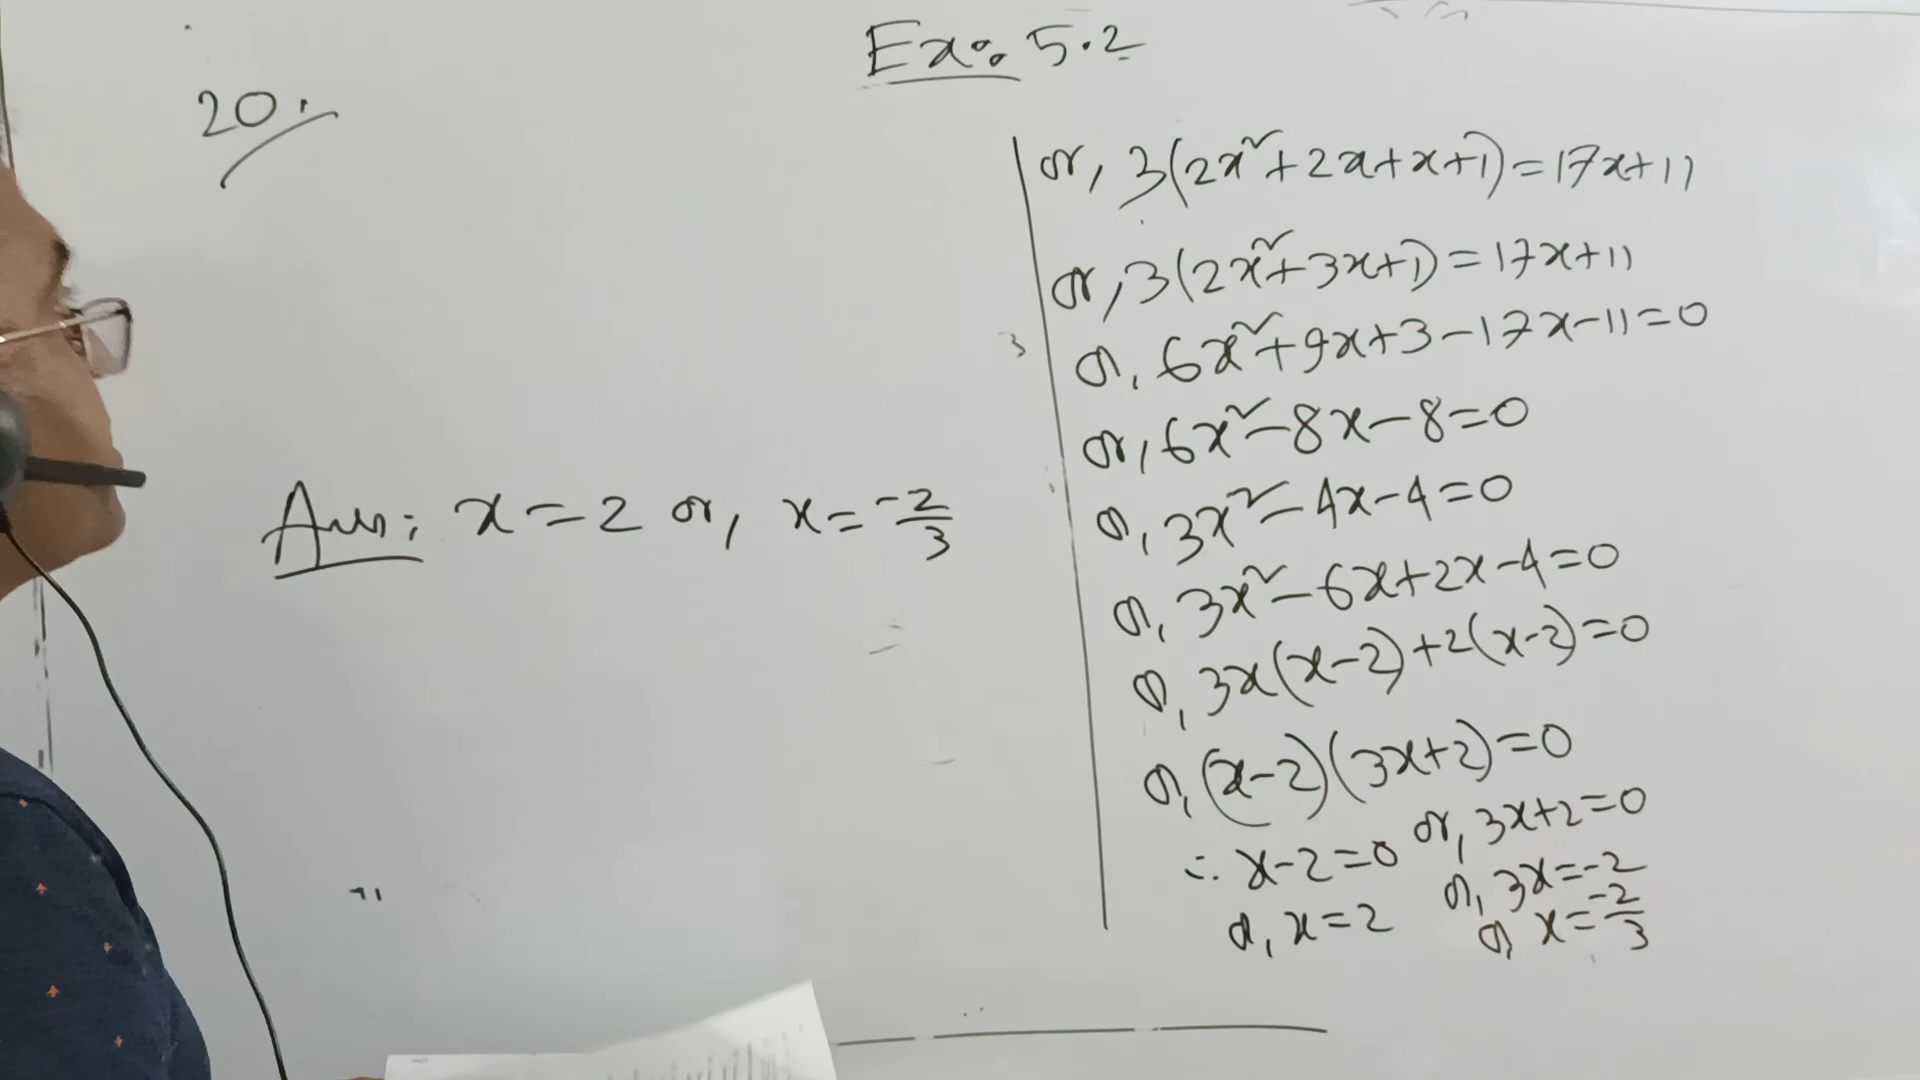 Ex: 5.2
20.
Ans: x = 2 or, x = -2/3
or, 3(2x²+2x+x+1) = 17x+11
or, 3(2x²+3x+1) = 17x+11
or, 6x²+9x+3-17x-11=0
or, 6x²-8x-8=0
or, 3x²-4x-4=0
or, 3x²-6x+2x-4=0
or, 3x(x-2)+2(x-2)=0
or, (x-2)(3x+2)=0
∴ x-2=0 or, 3x+2=0
or, x=2 or, 3x=-2
or, x=-2/3